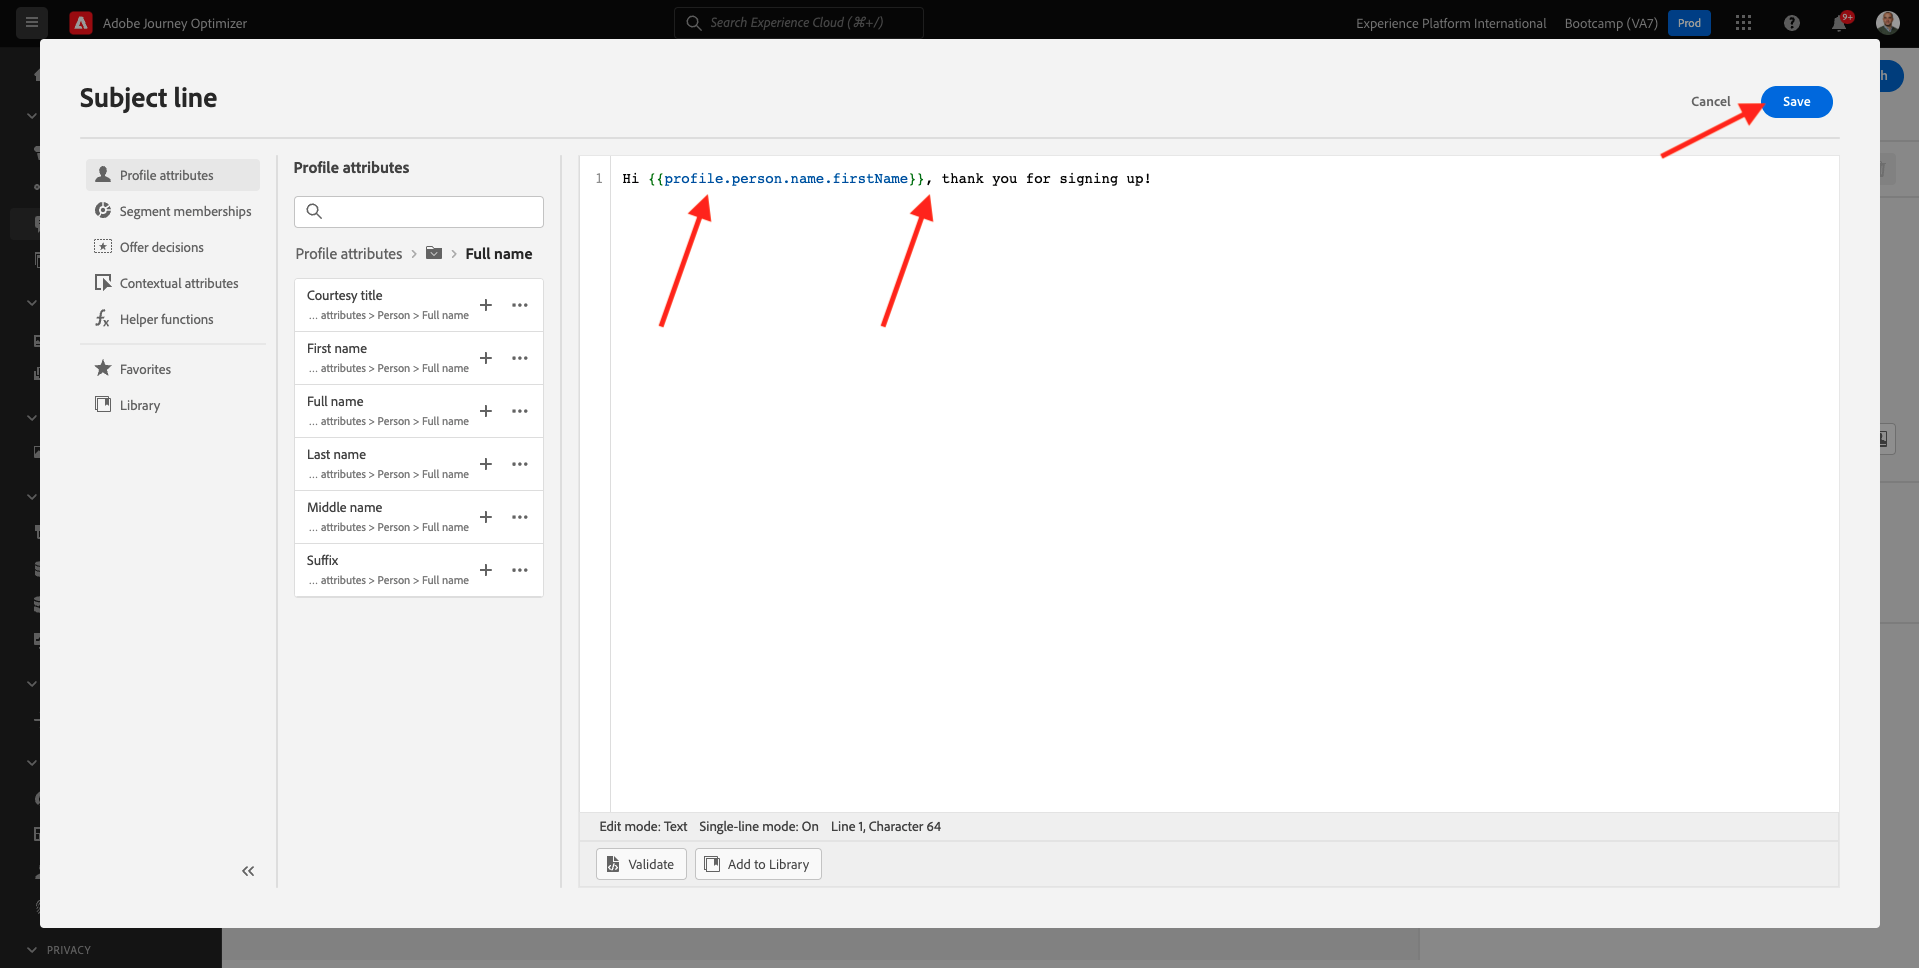 Adobe Journey Optimizer
Search Experience Cloud (⌘+/)
Experience Platform International
Bootcamp (VA7)
Prod
9+
Subject line
Cancel
Save
h
Profile attributes
Segment memberships
Offer decisions
Contextual attributes
Helper functions
Favorites
Library
Profile attributes
Profile attributes > > Full name
Courtesy title
... attributes > Person > Full name
First name
... attributes > Person > Full name
Full name
... attributes > Person > Full name
Last name
... attributes > Person > Full name
Middle name
... attributes > Person > Full name
Suffix
... attributes > Person > Full name
1 Hi {{profile.person.name.firstName}}, thank you for signing up!
Edit mode: Text Single-line mode: On Line 1, Character 64
Validate
Add to Library
PRIVACY